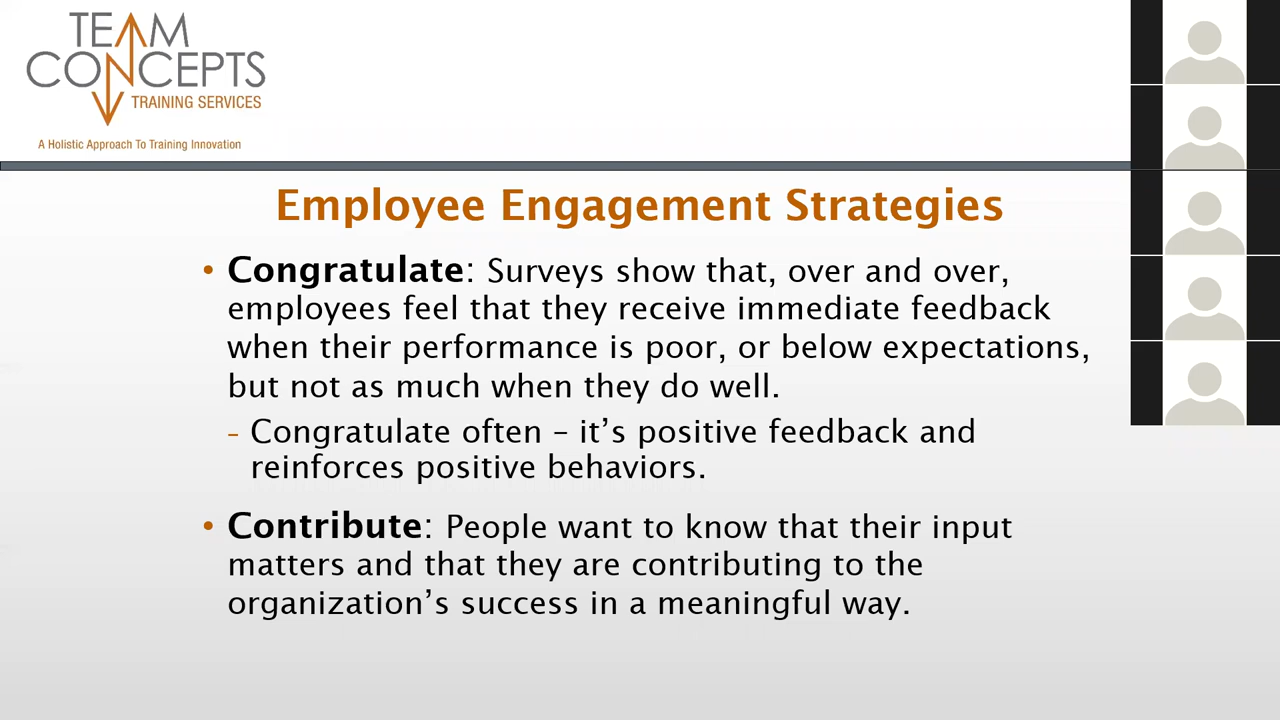 TEAM
CONCEPTS
TRAINING SERVICES
A Holistic Approach To Training Innovation
Employee Engagement Strategies
• Congratulate: Surveys show that, over and over,
employees feel that they receive immediate feedback
when their performance is poor, or below expectations,
but not as much when they do well.
– Congratulate often – it’s positive feedback and
reinforces positive behaviors.
• Contribute: People want to know that their input
matters and that they are contributing to the
organization’s success in a meaningful way.